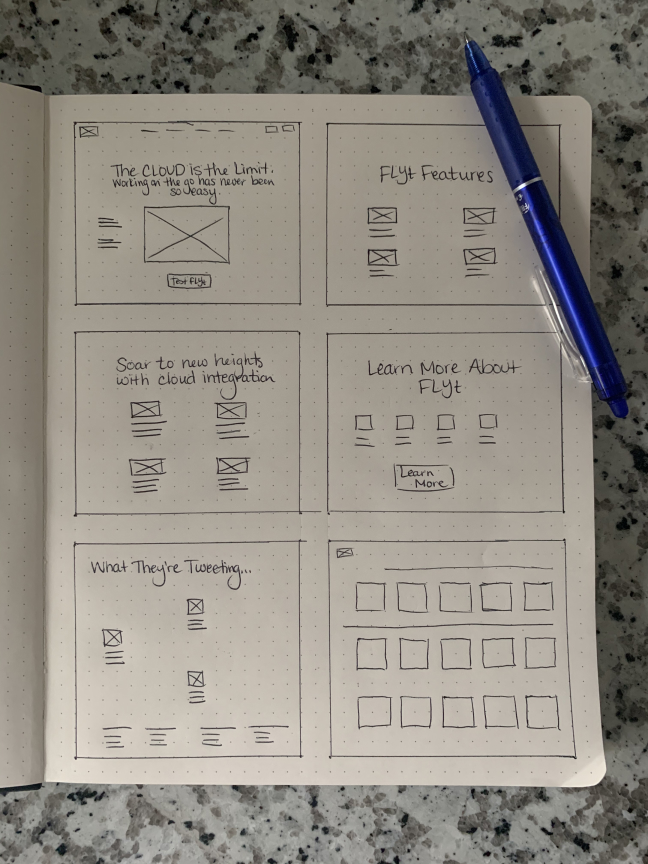 The CLOUD is the Limit.
Working on the go has never been
so easy.
Test FLyt
FLyt Features
Soar to new heights
with cloud integration
Learn More About
FLyt
Learn
More
What They're Tweeting...